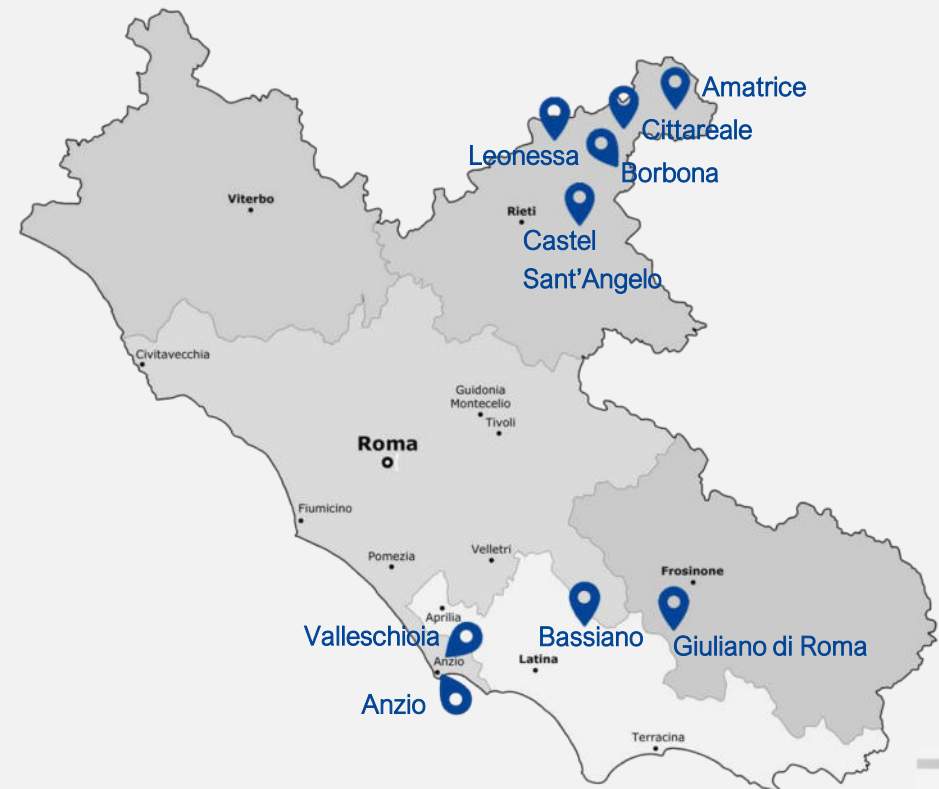 Amatrice
Cittareale
Leonessa
Borbona
Viterbo
Rieti
Castel
Sant'Angelo
Civitavecchia
Guidonia
Montecelio
Tivoli
Roma
Fiumicino
Pomezia
Velletri
Frosinone
Aprilia
Valleschioia
Bassiano
Giuliano di Roma
Anzio
Latina
Anzio
Terracina